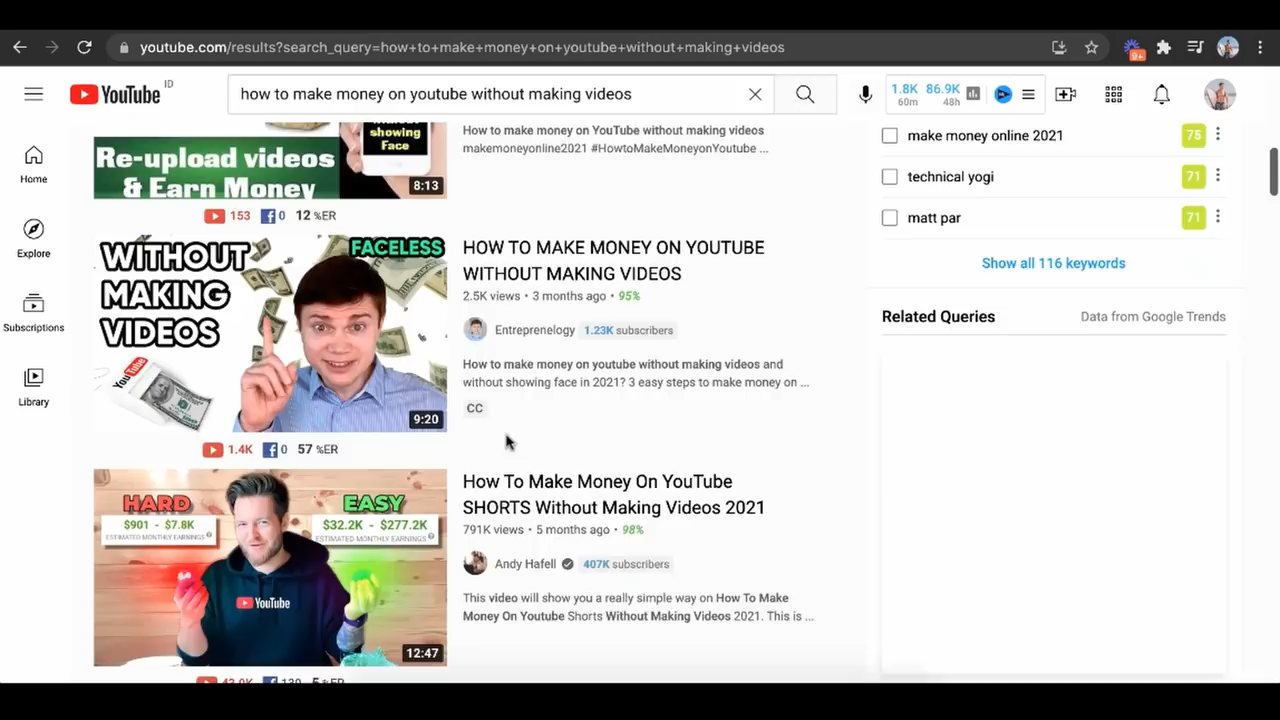 youtube.com/results?search_query=how+to+make+money+on+youtube+without+making+videos
9+
YouTube ID
how to make money on youtube without making videos
1.8K 86.9K
60m 48h
Home
Explore
Subscriptions
Library
Re-upload videos
& Earn Money
showing
Face
8:13
153 0 12 %ER
How to make money on YouTube without making videos
makemoneyonline2021 #HowtoMakeMoneyonYoutube ...
WITHOUT
MAKING
VIDEOS
FACELESS
YouTube
9:20
1.4K 0 57 %ER
HOW TO MAKE MONEY ON YOUTUBE
WITHOUT MAKING VIDEOS
2.5K views • 3 months ago • 95%
Entreprenelogy 1.23K subscribers
How to make money on youtube without making videos and
without showing face in 2021? 3 easy steps to make money on ...
CC
HARD
$901 - $7.8K
ESTIMATED MONTHLY EARNINGS
EASY
$32.2K - $277.2K
ESTIMATED MONTHLY EARNINGS
YouTube
12:47
How To Make Money On YouTube
SHORTS Without Making Videos 2021
791K views • 5 months ago • 98%
Andy Hafell 407K subscribers
This video will show you a really simple way on How To Make
Money On Youtube Shorts Without Making Videos 2021. This is ...
make money online 2021 75
technical yogi 71
matt par 71
Show all 116 keywords
Related Queries Data from Google Trends